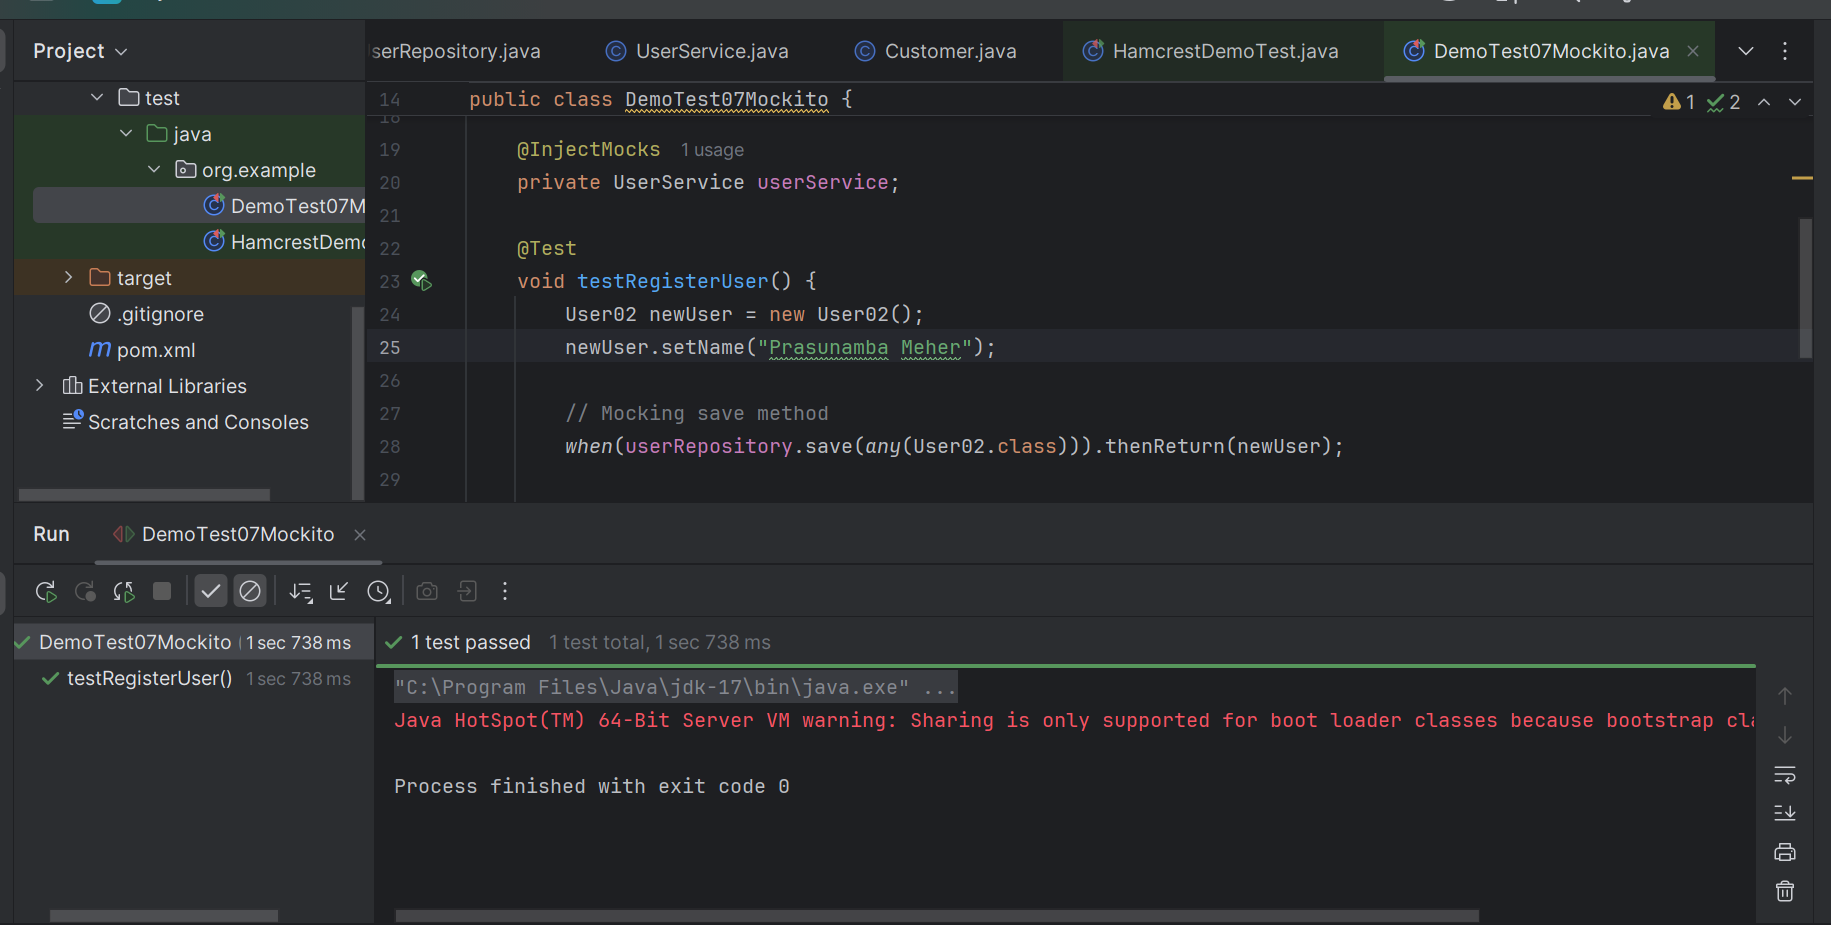 Project
serRepository.java
UserService.java
Customer.java
HamcrestDemoTest.java
DemoTest07Mockito.java
test
java
org.example
DemoTest07M
HamcrestDemo
target
.gitignore
pom.xml
External Libraries
Scratches and Consoles
14 public class DemoTest07Mockito {
1 2
18
19 @InjectMocks 1 usage
20 private UserService userService;
21
22 @Test
23 void testRegisterUser() {
24 User02 newUser = new User02();
25 newUser.setName("Prasunamba Meher");
26
27 // Mocking save method
28 when(userRepository.save(any(User02.class))).thenReturn(newUser);
29
Run
DemoTest07Mockito
DemoTest07Mockito 1 sec 738 ms
testRegisterUser() 1 sec 738 ms
1 test passed 1 test total, 1 sec 738 ms
"C:\Program Files\Java\jdk-17\bin\java.exe" ...
Java HotSpot(TM) 64-Bit Server VM warning: Sharing is only supported for boot loader classes because bootstrap cla
Process finished with exit code 0